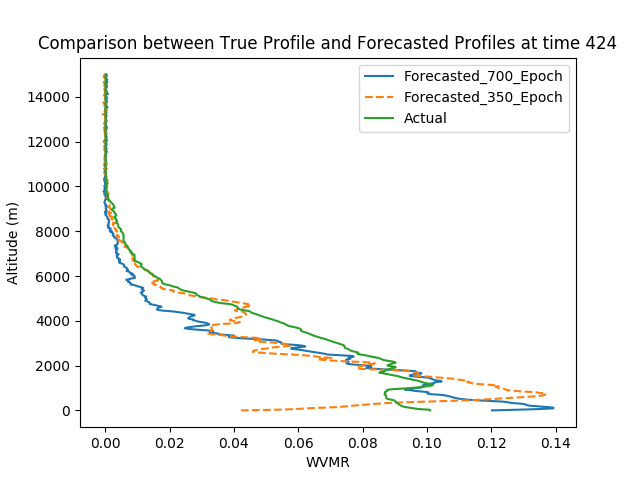 Comparison between True Profile and Forecasted Profiles at time 424
Forecasted_700_Epoch
Forecasted_350_Epoch
Actual
14000
12000
10000
8000
6000
4000
2000
0
Altitude (m)
0.00 0.02 0.04 0.06 0.08 0.10 0.12 0.14
WVMR